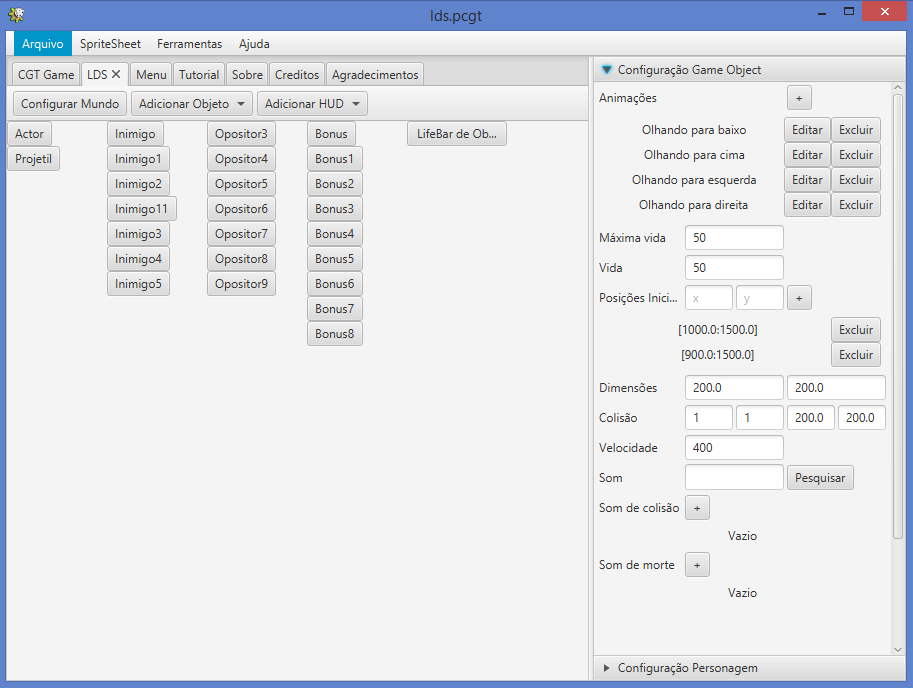 lds.pcgt
Arquivo SpriteSheet Ferramentas Ajuda
CGT Game LDS Menu Tutorial Sobre Creditos Agradecimentos
Configurar Mundo Adicionar Objeto Adicionar HUD
Actor Inimigo Opositor3 Bonus LifeBar de Ob...
Projetil Inimigo1 Opositor4 Bonus1
Inimigo2 Opositor5 Bonus2
Inimigo11 Opositor6 Bonus3
Inimigo3 Opositor7 Bonus4
Inimigo4 Opositor8 Bonus5
Inimigo5 Opositor9 Bonus6
Bonus7
Bonus8
Configuração Game Object
Animações +
Olhando para baixo Editar Excluir
Olhando para cima Editar Excluir
Olhando para esquerda Editar Excluir
Olhando para direita Editar Excluir
Máxima vida 50
Vida 50
Posições Inici... x y +
[1000.0:1500.0] Excluir
[900.0:1500.0] Excluir
Dimensões 200.0 200.0
Colisão 1 1 200.0 200.0
Velocidade 400
Som Pesquisar
Som de colisão +
Vazio
Som de morte +
Vazio
Configuração Personagem